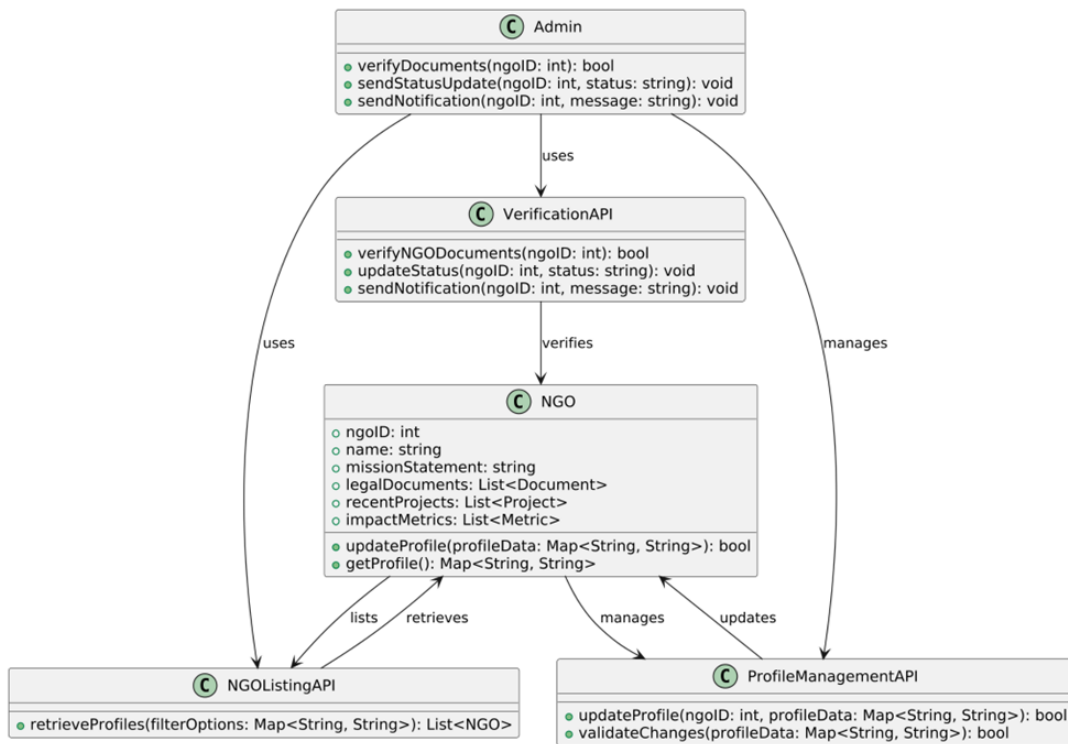 C Admin
verifyDocuments(ngoID: int): bool
sendStatusUpdate(ngoID: int, status: string): void
sendNotification(ngoID: int, message: string): void
uses
C VerificationAPI
verifyNGODocuments(ngoID: int): bool
updateStatus(ngoID: int, status: string): void
sendNotification(ngoID: int, message: string): void
uses
verifies
manages
C NGO
ngoID: int
name: string
missionStatement: string
legalDocuments: List<Document>
recentProjects: List<Project>
impactMetrics: List<Metric>
updateProfile(profileData: Map<String, String>): bool
getProfile(): Map<String, String>
lists
retrieves
manages
updates
C NGOListingAPI
retrieveProfiles(filterOptions: Map<String, String>): List<NGO>
C ProfileManagementAPI
updateProfile(ngoID: int, profileData: Map<String, String>): bool
validateChanges(profileData: Map<String, String>): bool